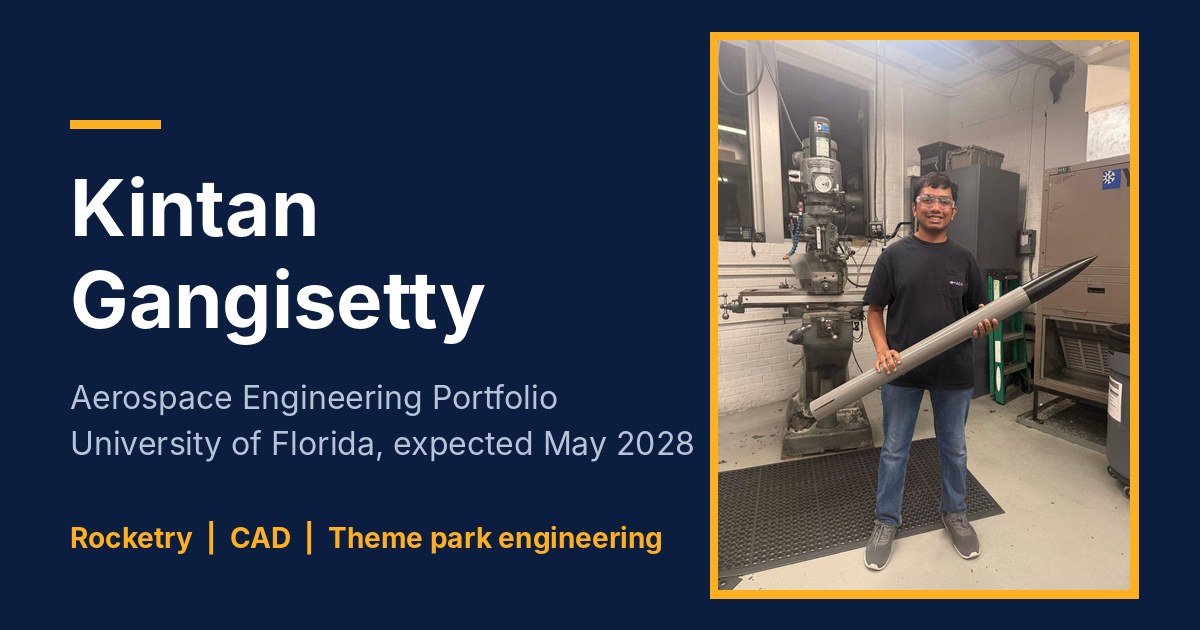 Kintan
Gangisetty
Aerospace Engineering Portfolio
University of Florida, expected May 2028
Rocketry | CAD | Theme park engineering